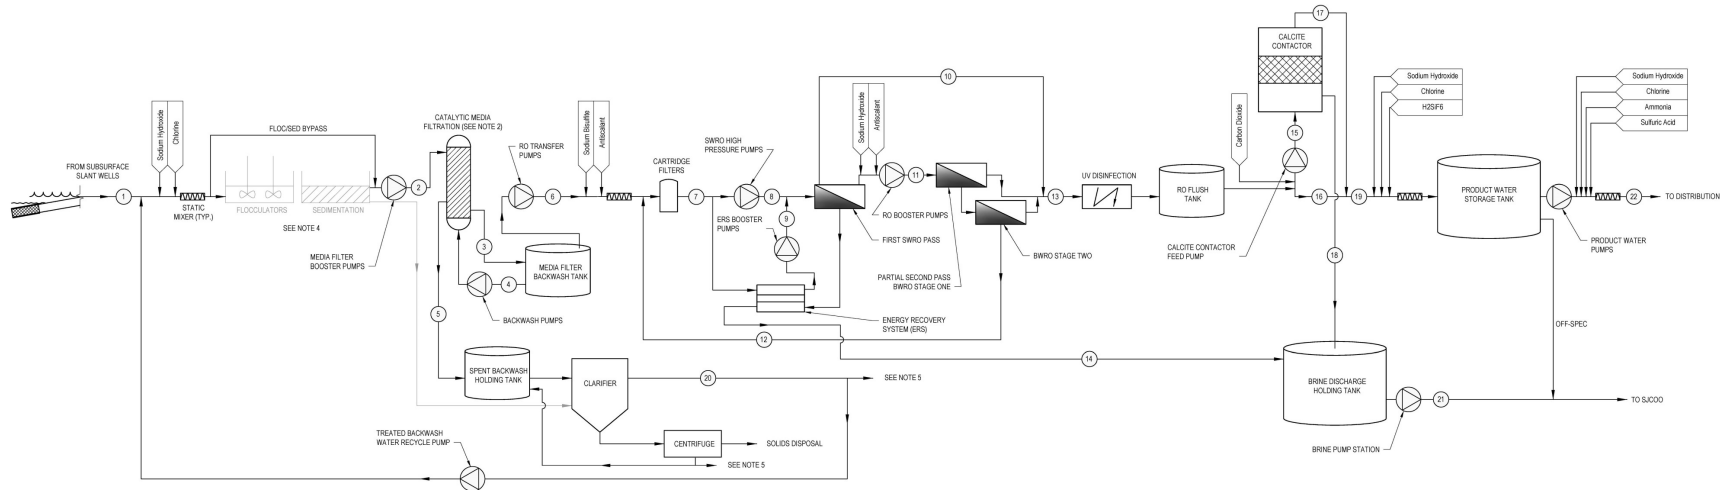 FROM SUBSURFACE
SLANT WELLS
1
Sodium Hydroxide
Chlorine
STATIC
MIXER (TYP.)
FLOC/SED BYPASS
FLOCCULATORS
SEDIMENTATION
SEE NOTE 4
MEDIA FILTER
BOOSTER PUMPS
2
CATALYTIC MEDIA
FILTRATION (SEE NOTE 2)
3
4
5
MEDIA FILTER
BACKWASH TANK
BACKWASH PUMPS
RO TRANSFER
PUMPS
6
Sodium Bisulfite
Antiscalant
CARTRIDGE
FILTERS
7
SWRO HIGH
PRESSURE PUMPS
8
ERS BOOSTER
PUMPS
9
10
Sodium Hydroxide
Antiscalant
11
RO BOOSTER PUMPS
FIRST SWRO PASS
PARTIAL SECOND PASS
BWRO STAGE ONE
BWRO STAGE TWO
ENERGY RECOVERY
SYSTEM (ERS)
12
13
UV DISINFECTION
RO FLUSH
TANK
14
Carbon Dioxide
15
CALCITE CONTACTOR
FEED PUMP
CALCITE
CONTACTOR
16
17
18
19
Sodium Hydroxide
Chlorine
H2SiF6
PRODUCT WATER
STORAGE TANK
PRODUCT WATER
PUMPS
Sodium Hydroxide
Chlorine
Ammonia
Sulfuric Acid
22
TO DISTRIBUTION
OFF-SPEC
BRINE DISCHARGE
HOLDING TANK
BRINE PUMP STATION
21
TO SJCOO
SPENT BACKWASH
HOLDING TANK
CLARIFIER
20
SEE NOTE 5
CENTRIFUGE
SOLIDS DISPOSAL
SEE NOTE 5
TREATED BACKWASH
WATER RECYCLE PUMP